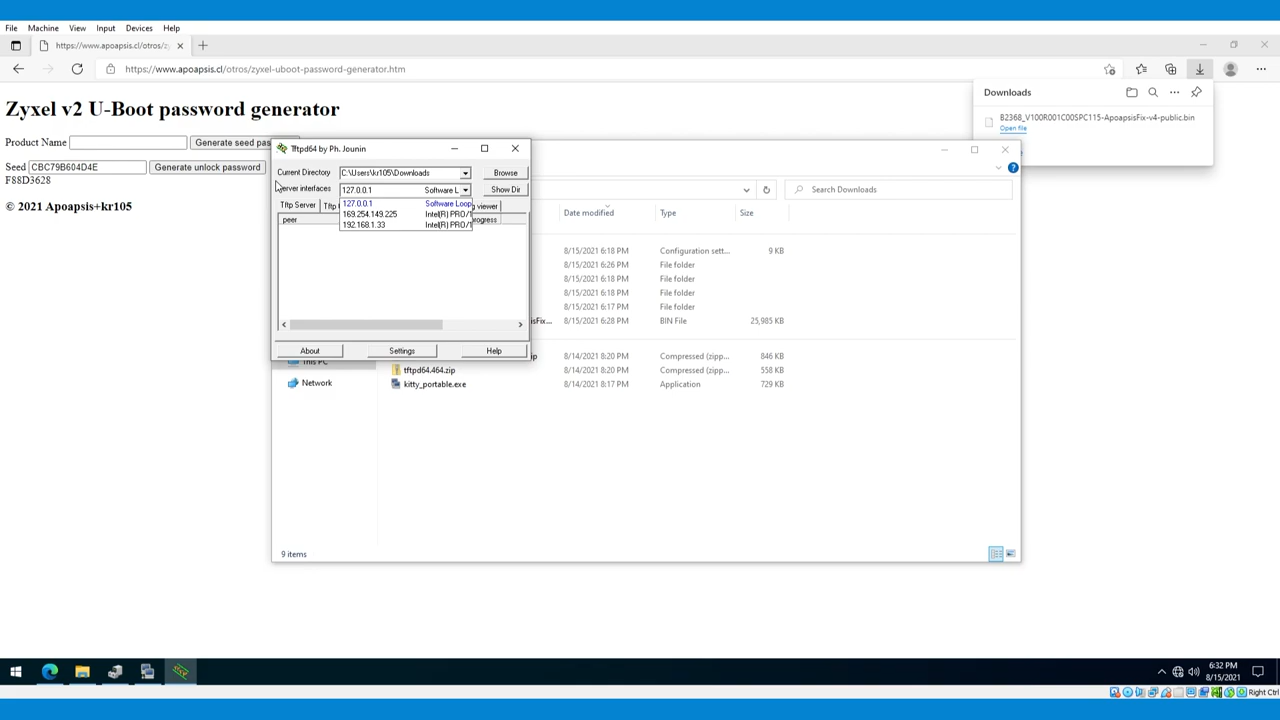 File Machine View Input Devices Help
https://www.apoapsis.cl/otros/z
https://www.apoapsis.cl/otros/zyxel-uboot-password-generator.htm
Zyxel v2 U-Boot password generator
Product Name Generate seed pas
Seed CBC79B604D4E Generate unlock password
F88D3628
© 2021 Apoapsis+kr105
Downloads
B2368_V100R001C00SPC115-ApoapsisFix-v4-public.bin
Open file
Tftpd64 by Ph. Jounin
Current Directory C:\Users\kr105\Downloads Browse
Server interfaces 127.0.0.1 Software L Show Dir
127.0.0.1 Software Loop
169.254.149.225 Intel(R) PRO/1
192.168.1.33 Intel(R) PRO/1
Tftp Server Tftp viewer
peer rogress
About Settings Help
Search Downloads
Date modified Type Size
8/15/2021 6:18 PM Configuration sett... 9 KB
8/15/2021 6:26 PM File folder
8/15/2021 6:18 PM File folder
8/15/2021 6:18 PM File folder
8/15/2021 6:17 PM File folder
isFix... 8/15/2021 6:28 PM BIN File 25,985 KB
ip 8/14/2021 8:20 PM Compressed (zipp... 846 KB
tftpd64.464.zip 8/14/2021 8:20 PM Compressed (zipp... 558 KB
kitty_portable.exe 8/14/2021 8:17 PM Application 729 KB
This PC
Network
9 items
6:32 PM
8/15/2021
Right Ctrl